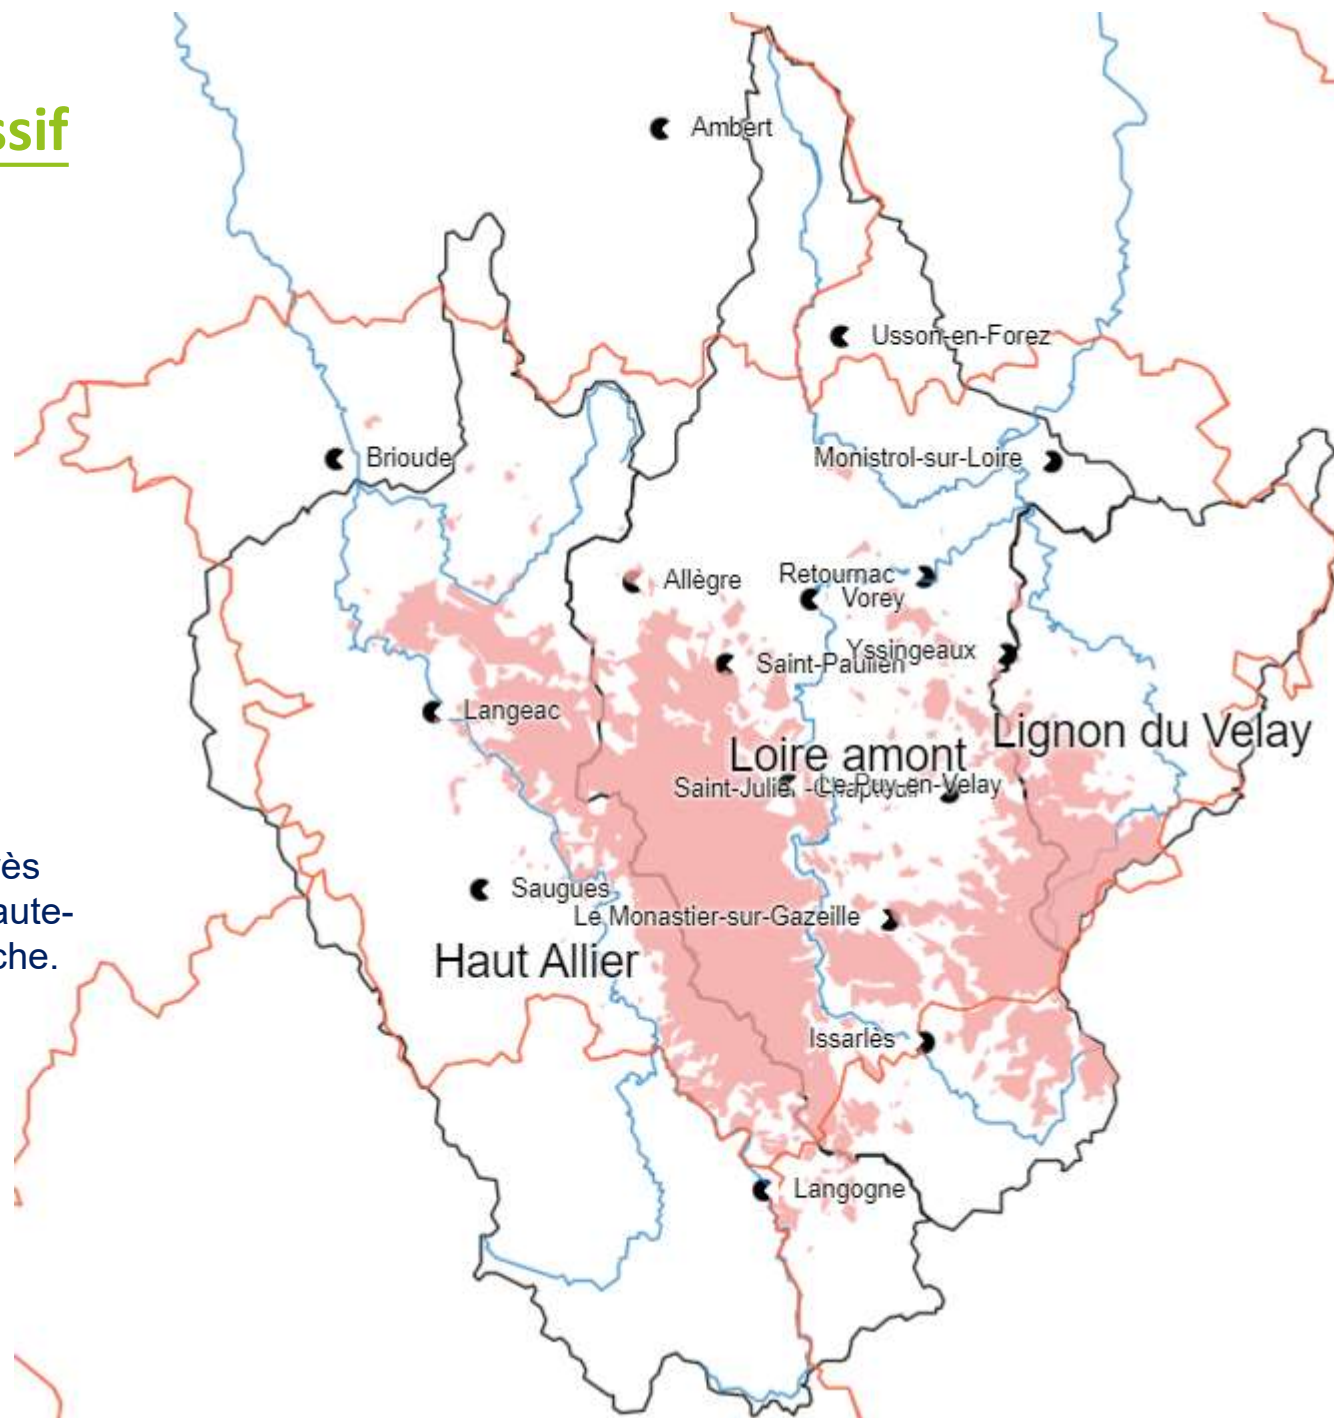 ssif
Ambert
Usson-en-Forez
Brioude
Monistrol-sur-Loire
Allègre
Retournac
Vorey
Yssingeaux
Saint-Paulien
Langeac
Lignon du Velay
Loire amont
Le-Puy-en-Velay
ès
Saugues
aute-
Le Monastier-sur-Gazeille
che.
Haut Allier
Issarlès
Langogne